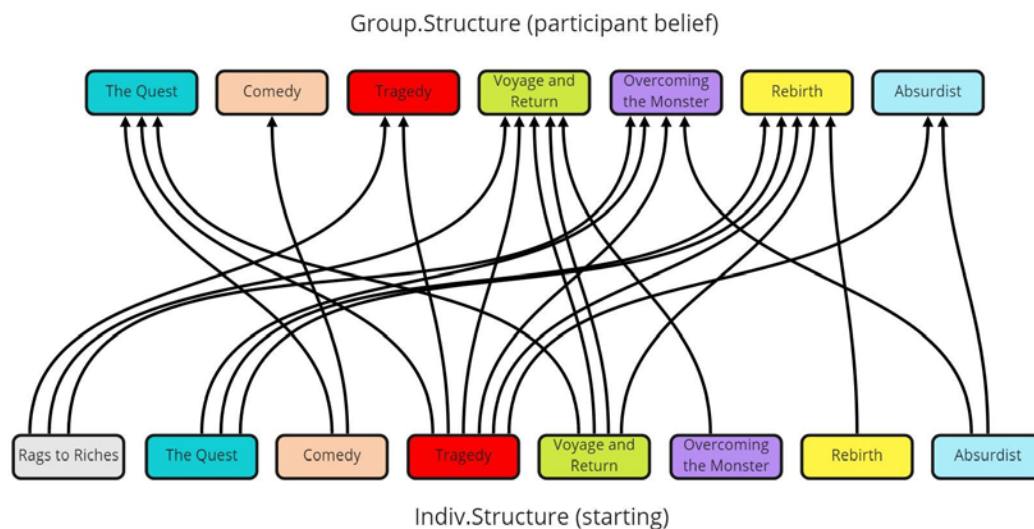 Group.Structure (participant belief)
The Quest
Comedy
Tragedy
Voyage and
Return
Overcoming
the Monster
Rebirth
Absurdist
Rags to Riches
The Quest
Comedy
Tragedy
Voyage and
Return
Overcoming
the Monster
Rebirth
Absurdist
Indiv.Structure (starting)